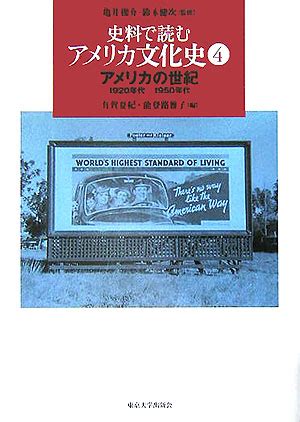 亀井俊介・鈴木健次[監修]
史料で読む
アメリカ文化史4
アメリカの世紀
1920年代 1950年代
有賀夏紀・能登路雅子[編]
WORLD'S HIGHEST STANDARD OF LIVING
There's no way
like the
American Way
東京大学出版会